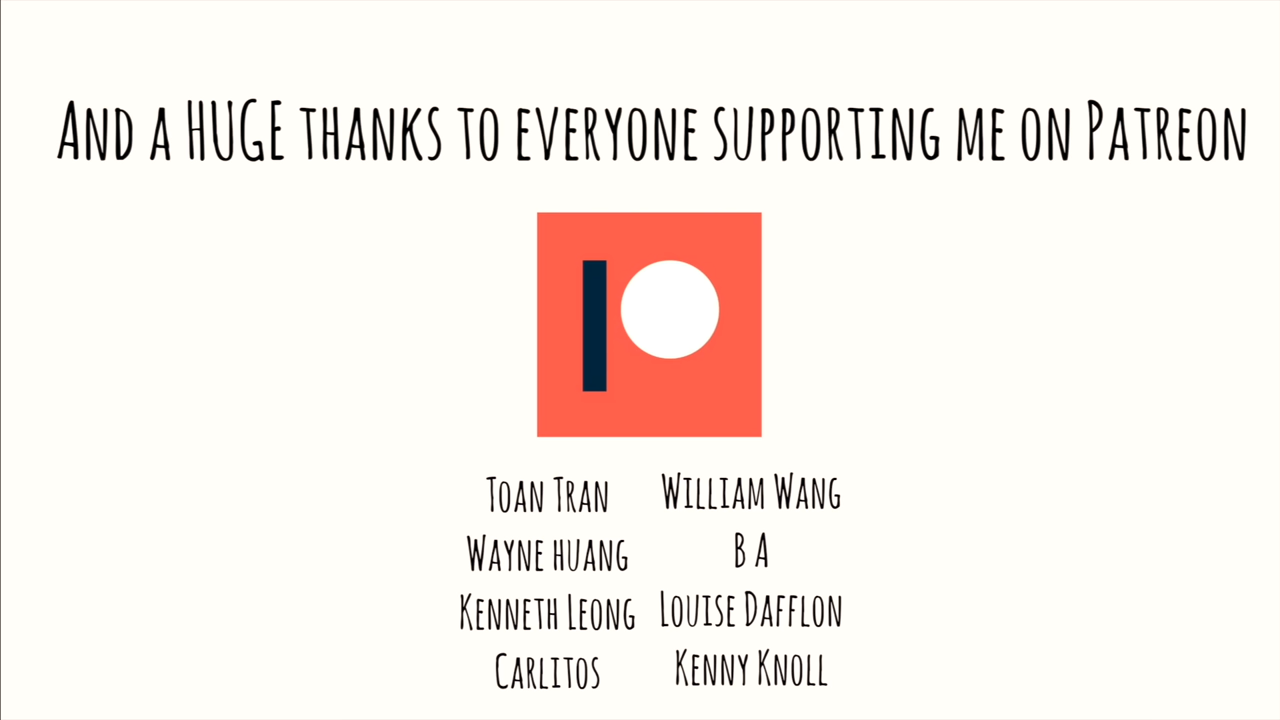 And a HUGE thanks to everyone supporting me on Patreon
Toan Tran
Wayne huang
Kenneth Leong
Carlitos
William Wang
B A
Louise Dafflon
Kenny Knoll